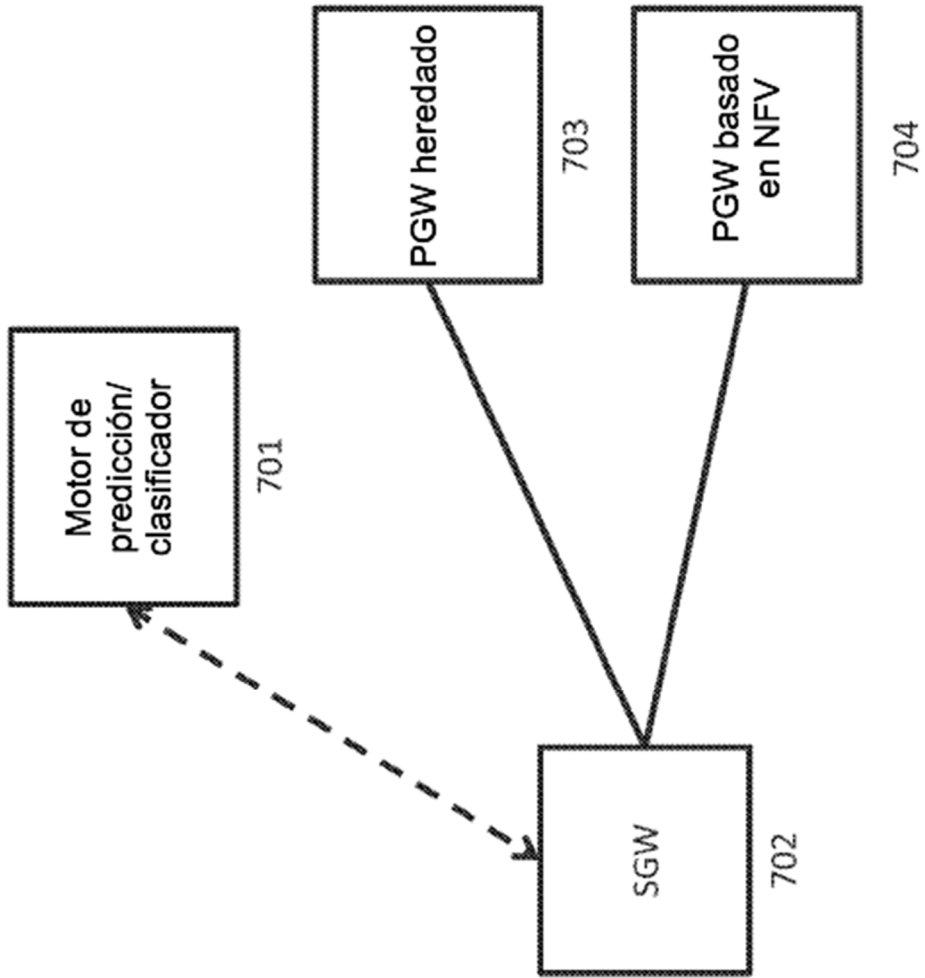 Motor de
predicción/
clasificador
701
SGW
702
PGW heredado
703
PGW basado
en NFV
704